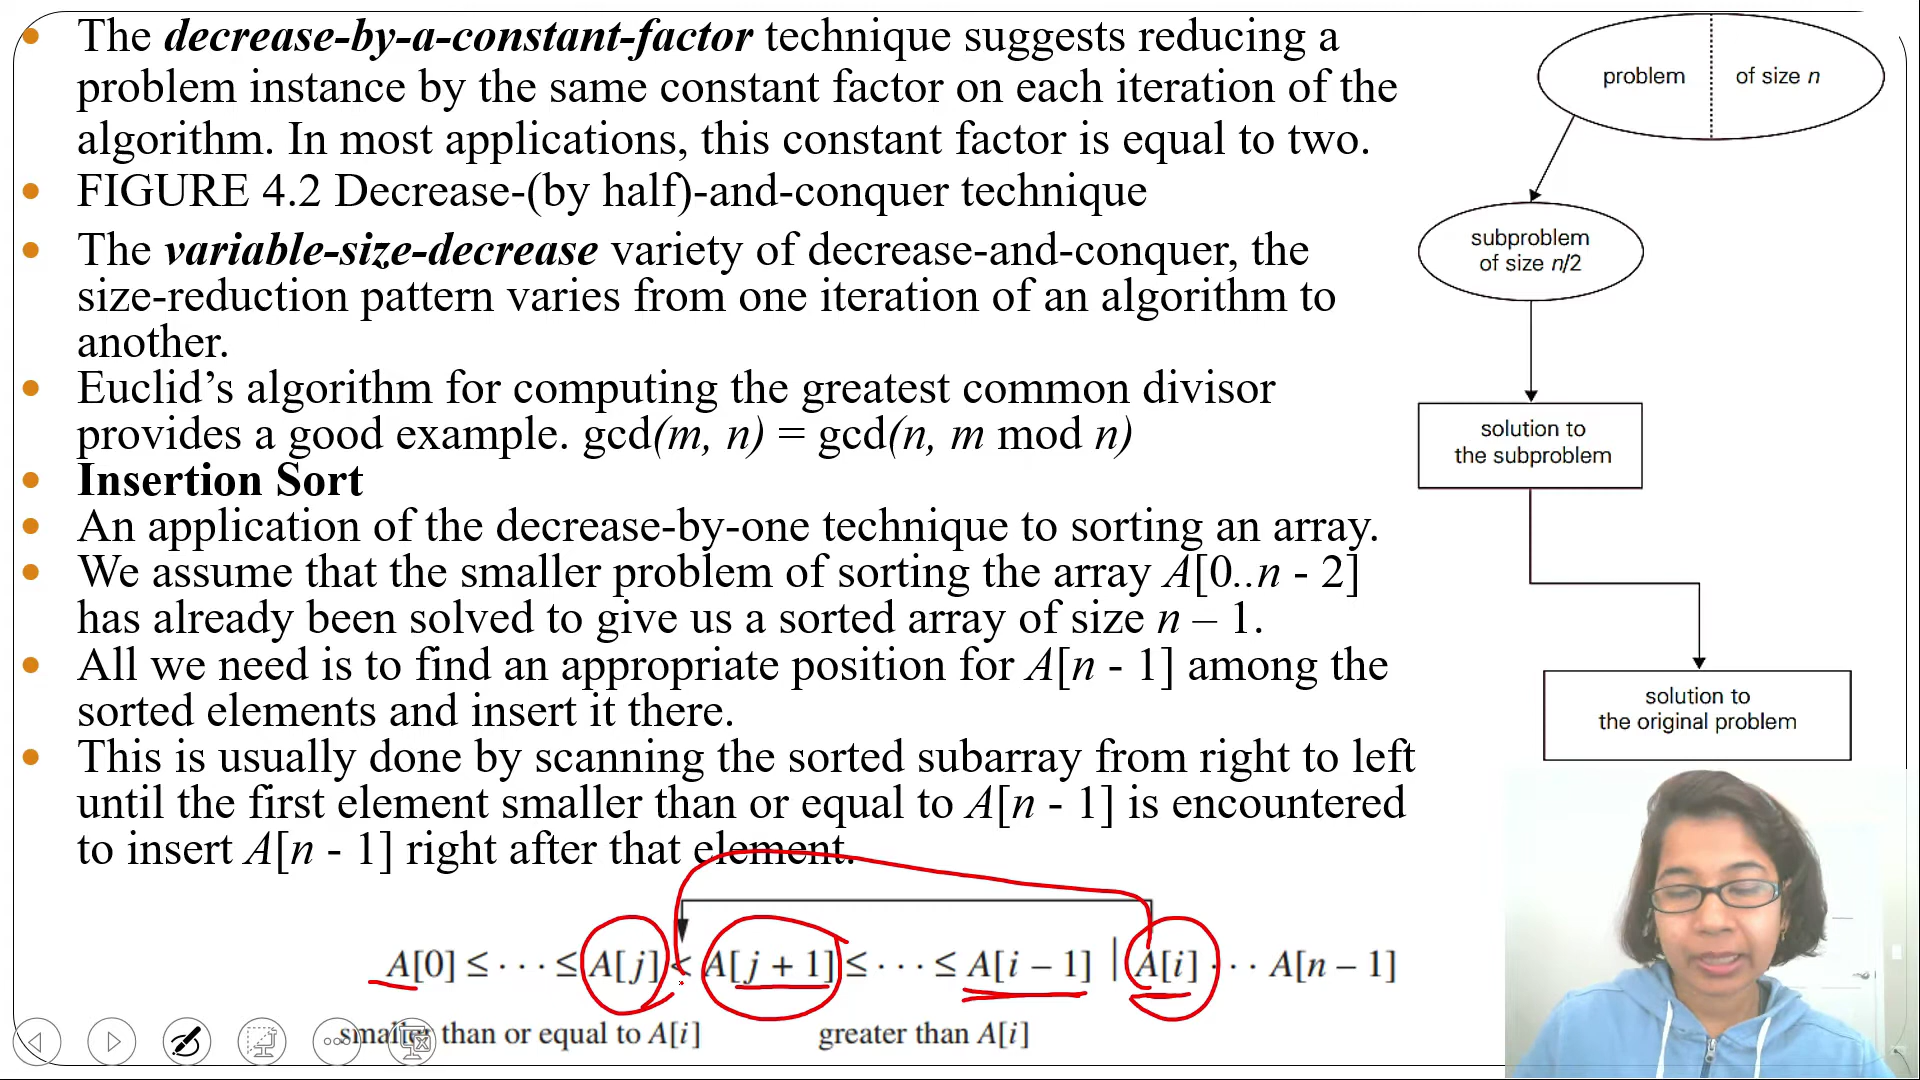 The decrease-by-a-constant-factor technique suggests reducing a
problem instance by the same constant factor on each iteration of the
algorithm. In most applications, this constant factor is equal to two.
FIGURE 4.2 Decrease-(by half)-and-conquer technique
The variable-size-decrease variety of decrease-and-conquer, the
size-reduction pattern varies from one iteration of an algorithm to
another.
Euclid’s algorithm for computing the greatest common divisor
provides a good example. gcd(m, n) = gcd(n, m mod n)
Insertion Sort
An application of the decrease-by-one technique to sorting an array.
We assume that the smaller problem of sorting the array A[0..n - 2]
has already been solved to give us a sorted array of size n – 1.
All we need is to find an appropriate position for A[n - 1] among the
sorted elements and insert it there.
This is usually done by scanning the sorted subarray from right to left
until the first element smaller than or equal to A[n - 1] is encountered
to insert A[n - 1] right after that element.
A[0] ≤ · · · ≤ A[j] < A[j + 1] ≤ · · · ≤ A[i – 1] | A[i] · · · A[n – 1]
smaller than or equal to A[i] greater than A[i]
problem of size n
subproblem
of size n/2
solution to
the subproblem
solution to
the original problem